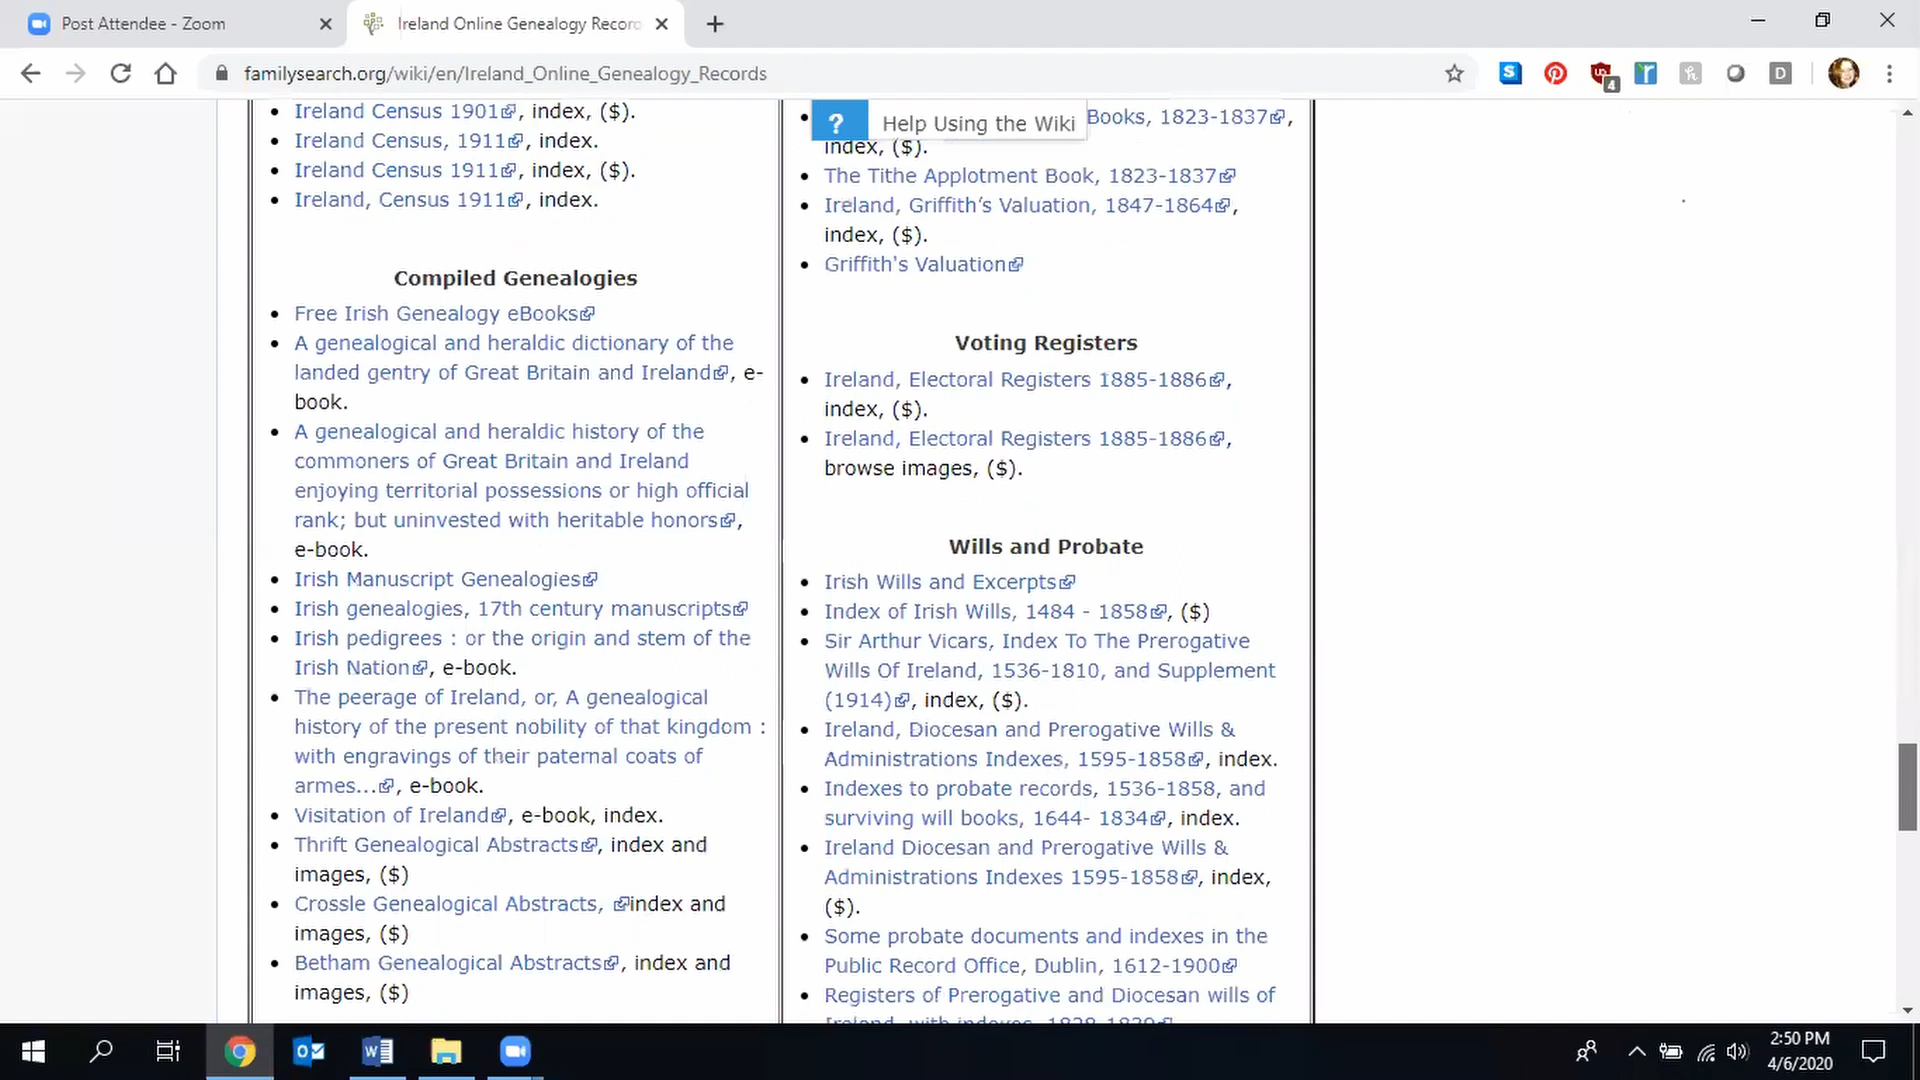 Post Attendee - Zoom
Ireland Online Genealogy Record
familysearch.org/wiki/en/Ireland_Online_Genealogy_Records
4
D
Ireland Census 1901, index, ($).
Ireland Census, 1911, index.
Ireland Census 1911, index, ($).
Ireland, Census 1911, index.
Compiled Genealogies
Free Irish Genealogy eBooks
A genealogical and heraldic dictionary of the
landed gentry of Great Britain and Ireland, e-
book.
A genealogical and heraldic history of the
commoners of Great Britain and Ireland
enjoying territorial possessions or high official
rank; but uninvested with heritable honors,
e-book.
Irish Manuscript Genealogies
Irish genealogies, 17th century manuscripts
Irish pedigrees : or the origin and stem of the
Irish Nation, e-book.
The peerage of Ireland, or, A genealogical
history of the present nobility of that kingdom :
with engravings of their paternal coats of
armes..., e-book.
Visitation of Ireland, e-book, index.
Thrift Genealogical Abstracts, index and
images, ($)
Crossle Genealogical Abstracts, index and
images, ($)
Betham Genealogical Abstracts, index and
images, ($)
? Help Using the Wiki
Books, 1823-1837,
index, ($).
The Tithe Applotment Book, 1823-1837
Ireland, Griffith's Valuation, 1847-1864,
index, ($).
Griffith's Valuation
Voting Registers
Ireland, Electoral Registers 1885-1886,
index, ($).
Ireland, Electoral Registers 1885-1886,
browse images, ($).
Wills and Probate
Irish Wills and Excerpts
Index of Irish Wills, 1484 - 1858, ($)
Sir Arthur Vicars, Index To The Prerogative
Wills Of Ireland, 1536-1810, and Supplement
(1914), index, ($).
Ireland, Diocesan and Prerogative Wills &
Administrations Indexes, 1595-1858, index.
Indexes to probate records, 1536-1858, and
surviving will books, 1644- 1834, index.
Ireland Diocesan and Prerogative Wills &
Administrations Indexes 1595-1858, index,
($).
Some probate documents and indexes in the
Public Record Office, Dublin, 1612-1900
Registers of Prerogative and Diocesan wills of
Ireland, with indexes, 1828-1839
2:50 PM
4/6/2020